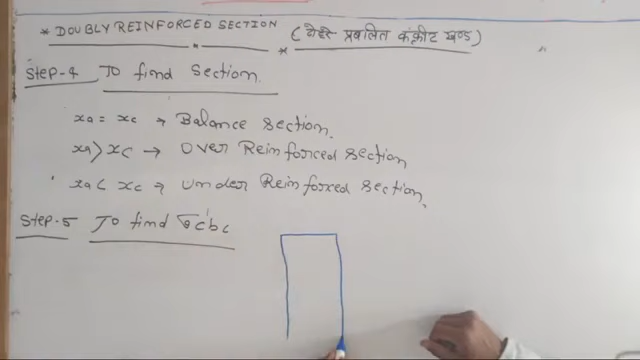 * DOUBLY REINFORCED SECTION (दोहरे प्रबलित कंक्रीट खण्ड)
Step-4 To find Section.
xa = xc → Balance section.
xa > xc → Over Reinforced section
xa < xc → Under Reinforced section.
Step-5 To find σcbc